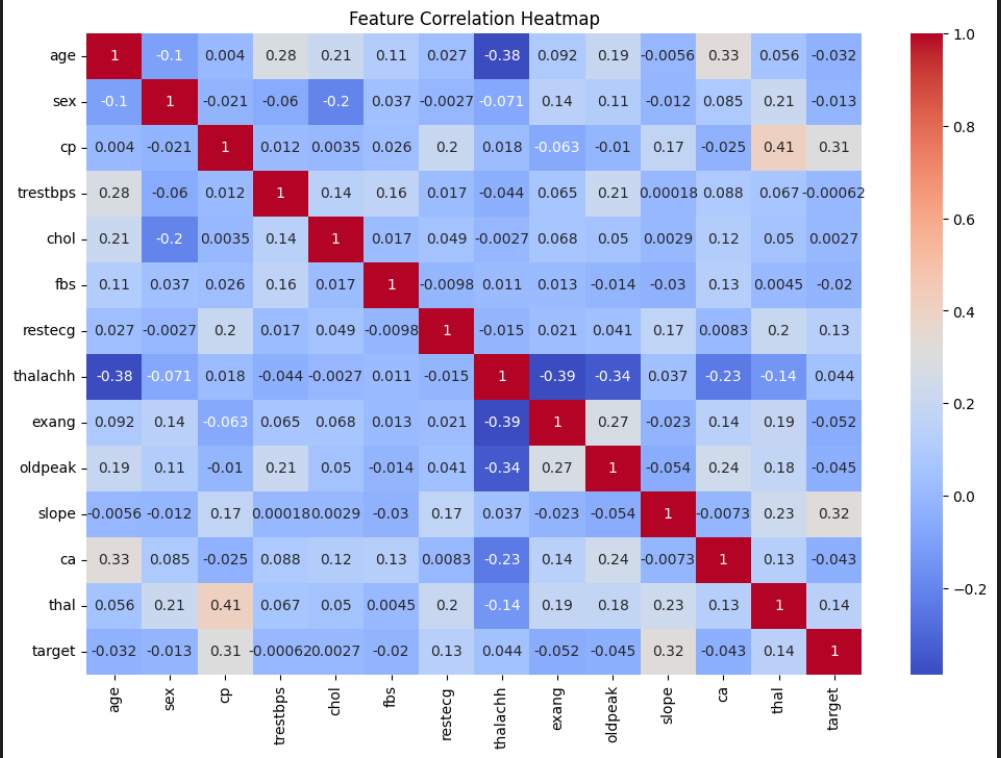 Feature Correlation Heatmap
age 1 -0.1 0.004 0.28 0.21 0.11 0.027 -0.38 0.092 0.19 -0.0056 0.33 0.056 -0.032
sex -0.1 1 -0.021 -0.06 -0.2 0.037 -0.0027 -0.071 0.14 0.11 -0.012 0.085 0.21 -0.013
cp 0.004 -0.021 1 0.012 0.0035 0.026 0.2 0.018 -0.063 -0.01 0.17 -0.025 0.41 0.31
trestbps 0.28 -0.06 0.012 1 0.14 0.16 0.017 -0.044 0.065 0.21 0.00018 0.088 0.067 -0.00062
chol 0.21 -0.2 0.0035 0.14 1 0.017 0.049 -0.0027 0.068 0.05 0.0029 0.12 0.05 0.0027
fbs 0.11 0.037 0.026 0.16 0.017 1 -0.0098 0.011 0.013 -0.014 -0.03 0.13 0.0045 -0.02
restecg 0.027 -0.0027 0.2 0.017 0.049 -0.0098 1 -0.015 0.021 0.041 0.17 0.0083 0.2 0.13
thalachh -0.38 -0.071 0.018 -0.044 -0.0027 0.011 -0.015 1 -0.39 -0.34 0.037 -0.23 -0.14 0.044
exang 0.092 0.14 -0.063 0.065 0.068 0.013 0.021 -0.39 1 0.27 -0.023 0.14 0.19 -0.052
oldpeak 0.19 0.11 -0.01 0.21 0.05 -0.014 0.041 -0.34 0.27 1 -0.054 0.24 0.18 -0.045
slope -0.0056 -0.012 0.17 0.00018 0.0029 -0.03 0.17 0.037 -0.023 -0.054 1 -0.0073 0.23 0.32
ca 0.33 0.085 -0.025 0.088 0.12 0.13 0.0083 -0.23 0.14 0.24 -0.0073 1 0.13 -0.043
thal 0.056 0.21 0.41 0.067 0.05 0.0045 0.2 -0.14 0.19 0.18 0.23 0.13 1 0.14
target -0.032 -0.013 0.31 -0.00062 0.0027 -0.02 0.13 0.044 -0.052 -0.045 0.32 -0.043 0.14 1
age sex cp trestbps chol fbs restecg thalachh exang oldpeak slope ca thal target
1.0
0.8
0.6
0.4
0.2
0.0
−0.2